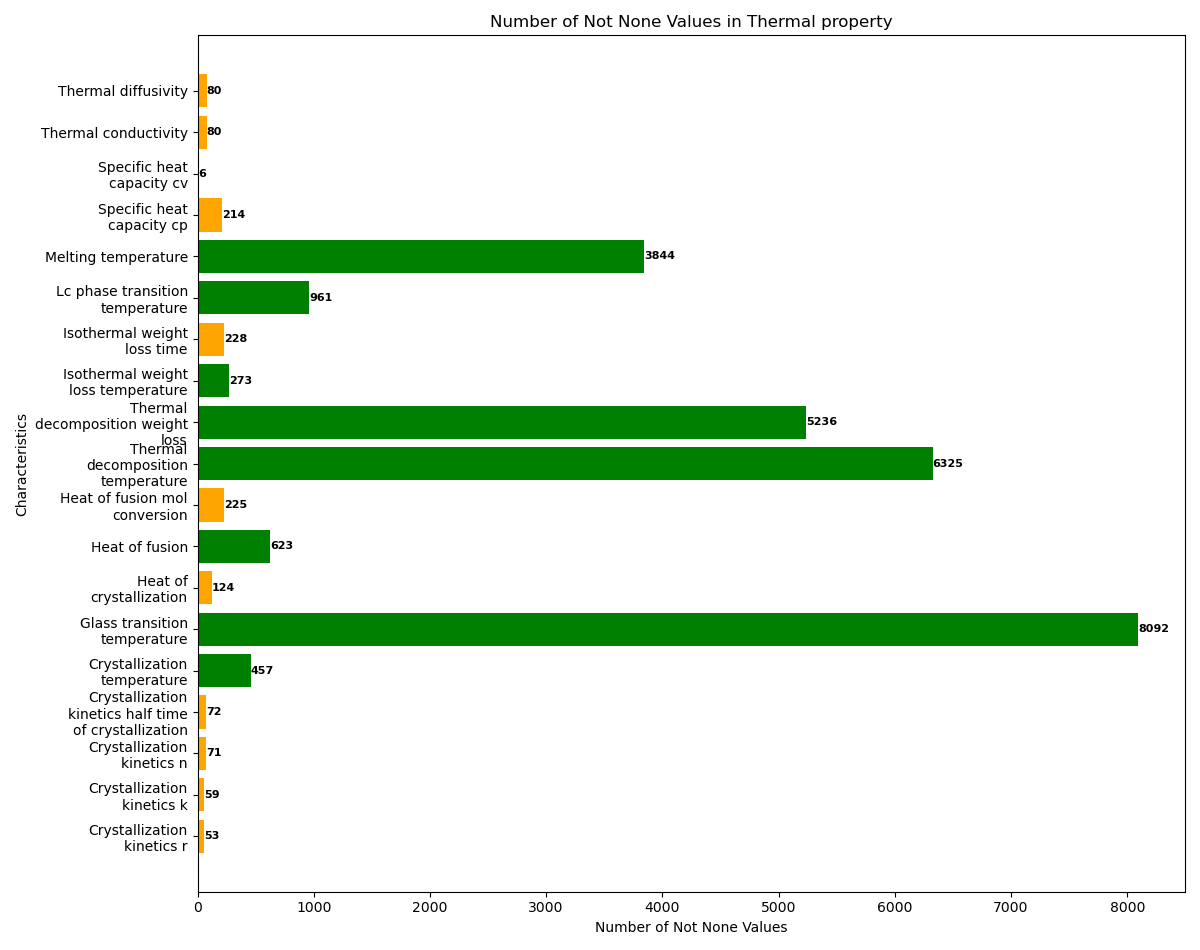 Number of Not None Values in Thermal property
Thermal diffusivity
80
Thermal conductivity
80
Specific heat
capacity cv
6
Specific heat
capacity cp
214
Melting temperature
3844
Lc phase transition
temperature
961
Isothermal weight
loss time
228
Isothermal weight
loss temperature
273
Thermal
decomposition weight
loss
5236
Thermal
decomposition
temperature
6325
Heat of fusion mol
conversion
225
Heat of fusion
623
Heat of
crystallization
124
Glass transition
temperature
8092
Crystallization
temperature
457
Crystallization
kinetics half time
of crystallization
72
Crystallization
kinetics n
71
Crystallization
kinetics k
59
Crystallization
kinetics r
53
Characteristics
0 1000 2000 3000 4000 5000 6000 7000 8000
Number of Not None Values